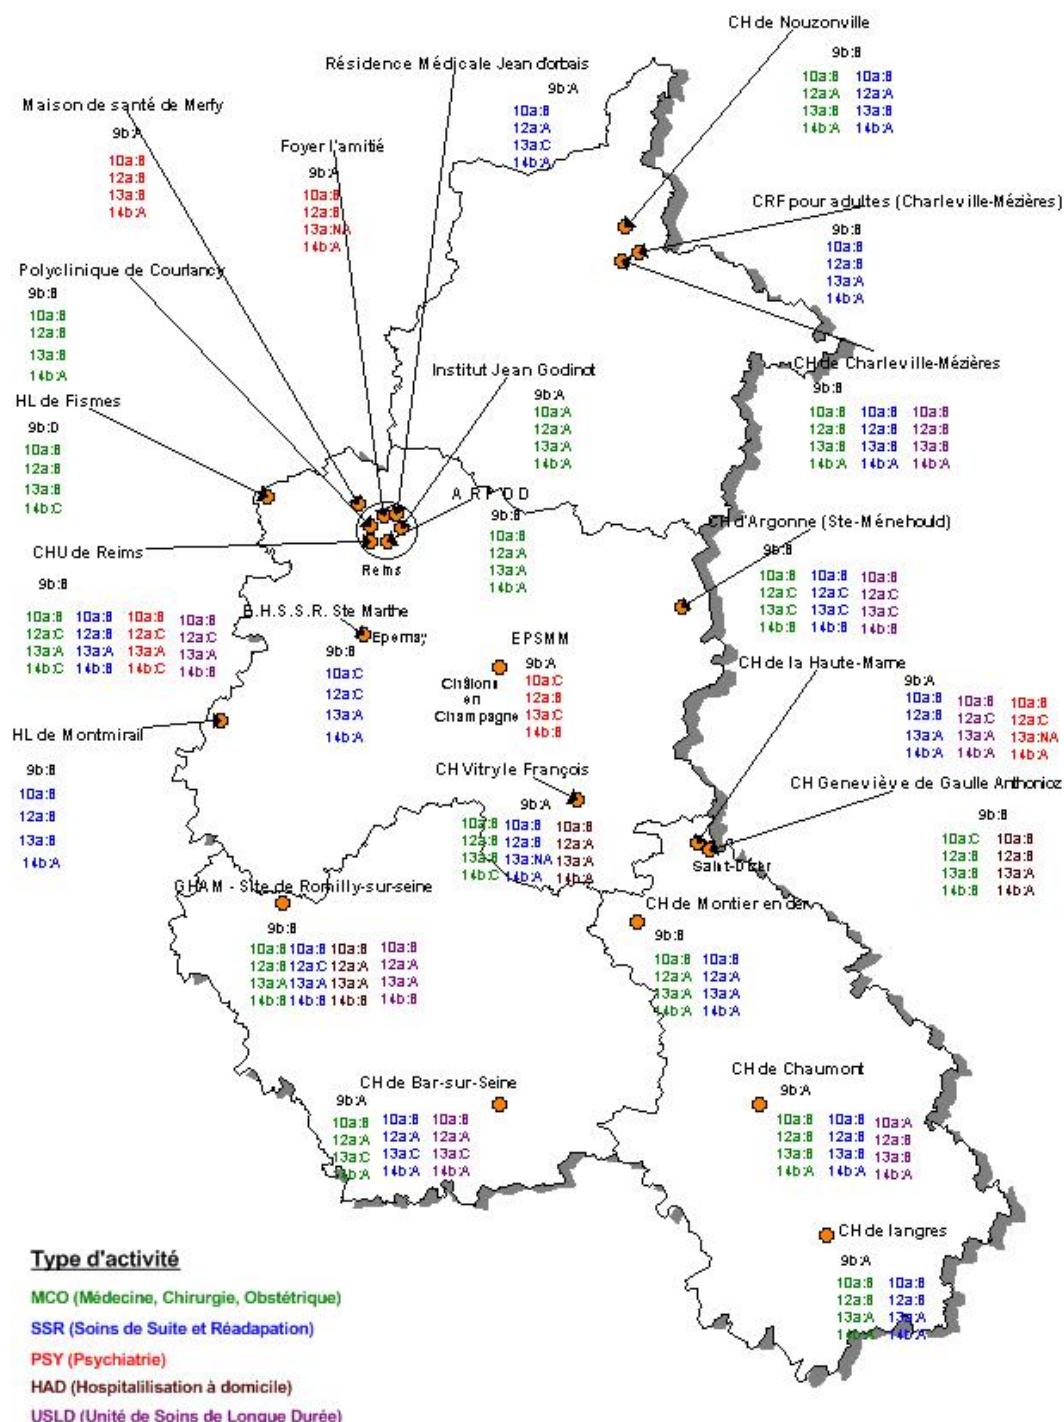 CH de Nouzonville
9b:B
10a:B 10a:B
12a:A 12a:A
13a:B 13a:B
14b:A 14b:A
Résidence Médicale Jean d'orbais
9b:A
10a:B
12a:A
13a:C
14b:A
Maison de santé de Merfy
9b:A
10a:B
12a:B
13a:B
14b:A
Foyer l'amitié
9b:A
10a:B
12a:B
13a:NA
14b:A
CRF pour adultes (Charleville-Mézières)
9b:B
10a:B
12a:B
13a:A
14b:A
Polyclinique de Courlancy
9b:B
10a:B
12a:B
13a:B
14b:A
CH de Charleville-Mézières
9b:B
10a:B 10a:B 10a:B
12a:B 12a:B 12a:B
13a:B 13a:B 13a:B
14b:A 14b:A 14b:A
Institut Jean Godinot
9b:A
10a:A
12a:A
13a:A
14b:A
HL de Fismes
9b:D
10a:B
12a:B
13a:B
14b:C
9b:B
10a:B
12a:A
13a:A
14b:A
Reims
CH d'Argonne (Ste-Ménehould)
9b:B
10a:B 10a:B 10a:B
12a:C 12a:C 12a:C
13a:C 13a:C 13a:C
14b:B 14b:B 14b:B
CHU de Reims
9b:B
10a:B 10a:B 10a:B 10a:B
12a:C 12a:B 12a:C 12a:C
13a:A 13a:A 13a:A 13a:A
14b:C 14b:B 14b:C 14b:B
B.H.S.S.R. Ste Marthe
Epernay
9b:B
10a:C
12a:C
13a:A
14b:A
EPSMM
9b:A
10a:C
12a:B
13a:C
14b:B
Châlons
en
Champagne
CH de la Haute-Marne
9b:A
10a:B 10a:B 10a:B
12a:B 12a:C 12a:C
13a:A 13a:A 13a:NA
14b:A 14b:A 14b:A
HL de Montmirail
9b:B
10a:B
12a:B
13a:B
14b:A
CH Vitry le François
9b:A
10a:B 10a:B 10a:B
12a:B 12a:B 12a:A
13a:B 13a:NA 13a:A
14b:C 14b:A 14b:A
CH Geneviève de Gaulle Anthonioz
9b:B
10a:C 10a:B
12a:B 12a:B
13a:B 13a:A
14b:B 14b:A
Saint-Dizier
GHAM - Site de Romilly-sur-seine
9b:B
10a:B 10a:B 10a:B 10a:B
12a:B 12a:C 12a:A 12a:A
13a:A 13a:A 13a:A 13a:A
14b:B 14b:B 14b:B 14b:B
CH de Montier en der
9b:B
10a:B 10a:B
12a:A 12a:A
13a:A 13a:A
14b:A 14b:A
CH de Bar-sur-Seine
9b:A
10a:B 10a:B 10a:B
12a:A 12a:A 12a:A
13a:C 13a:C 13a:C
14b:A 14b:A 14b:A
CH de Chaumont
9b:A
10a:B 10a:B 10a:A
12a:B 12a:B 12a:B
13a:B 13a:B 13a:B
14b:A 14b:A 14b:A
CH de langres
9b:A
10a:B 10a:B
12a:B 12a:B
13a:A 13a:A
14b:A 14b:A
Type d'activité
MCO (Médecine, Chirurgie, Obstétrique)
SSR (Soins de Suite et Réadapation)
PSY (Psychiatrie)
HAD (Hospitalilisation à domicile)
USLD (Unité de Soins de Longue Durée)